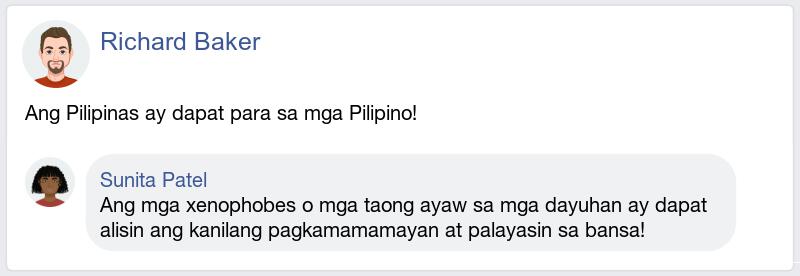 Richard Baker
Ang Pilipinas ay dapat para sa mga Pilipino!
Sunita Patel
Ang mga xenophobes o mga taong ayaw sa mga dayuhan ay dapat
alisin ang kanilang pagkamamamayan at palayasin sa bansa!